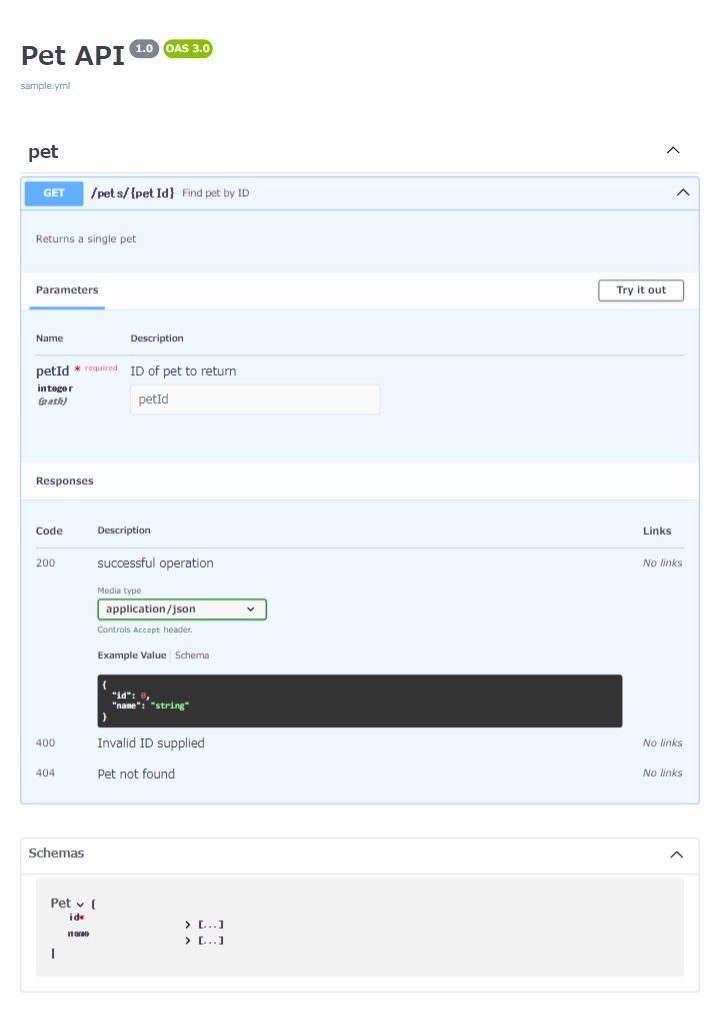 Pet API 1.0 OAS 3.0
sample.yml
pet
GET /pets/{petId} Find pet by ID
Returns a single pet
Parameters Try it out
Name Description
petId * required ID of pet to return
integer
(path) petId
Responses
Code Description Links
200 successful operation No links
Media type
application/json
Controls Accept header.
Example Value Schema
{
"id": 0,
"name": "string"
}
400 Invalid ID supplied No links
404 Pet not found No links
Schemas
Pet {
id*
> [...]
name
> [...]
}